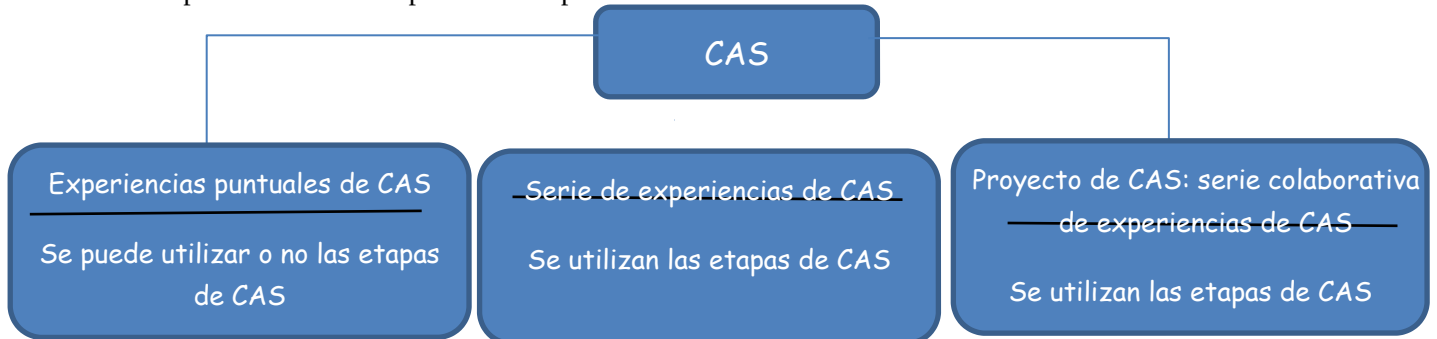 CAS
Experiencias puntuales de CAS
Se puede utilizar o no las etapas
de CAS
Serie de experiencias de CAS
Se utilizan las etapas de CAS
Proyecto de CAS: serie colaborativa
de experiencias de CAS
Se utilizan las etapas de CAS